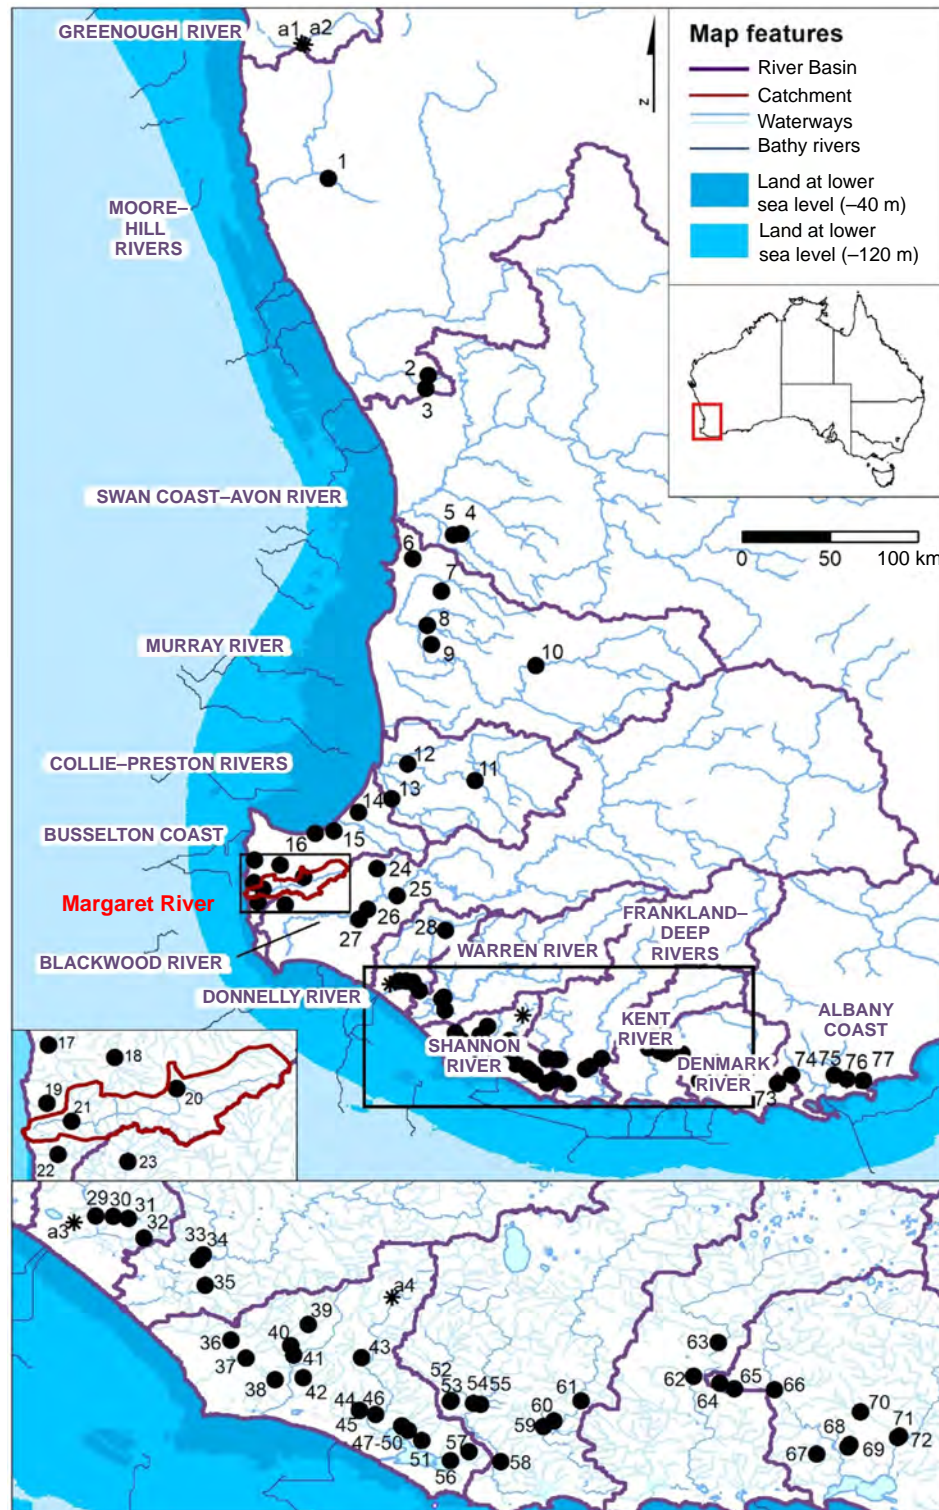 GREENOUGH RIVER
a1 a2
z
Map features
River Basin
Catchment
Waterways
Bathy rivers
Land at lower
sea level (–40 m)
Land at lower
sea level (–120 m)
1
MOORE–
HILL
RIVERS
2
3
SWAN COAST–AVON RIVER
5 4
6
0 50 100 km
7
8
9
10
MURRAY RIVER
COLLIE–PRESTON RIVERS
12
11
13
14
BUSSELTON COAST
16
15
24
25
Margaret River
26
27
28
BLACKWOOD RIVER
WARREN RIVER
FRANKLAND–
DEEP
RIVERS
DONNELLY RIVER
SHANNON
RIVER
KENT
RIVER
DENMARK
RIVER
ALBANY
COAST
73
74 75 76 77
17
18
19
20
21
22
23
a3
29 30 31
32
33 34
35
a4
36
37
38
39
40
41
42
43
44 46
45
47-50
51
52
53
54 55
56
57
58
59
60
61
62
63
64
65
66
67
68
69
70
71
72